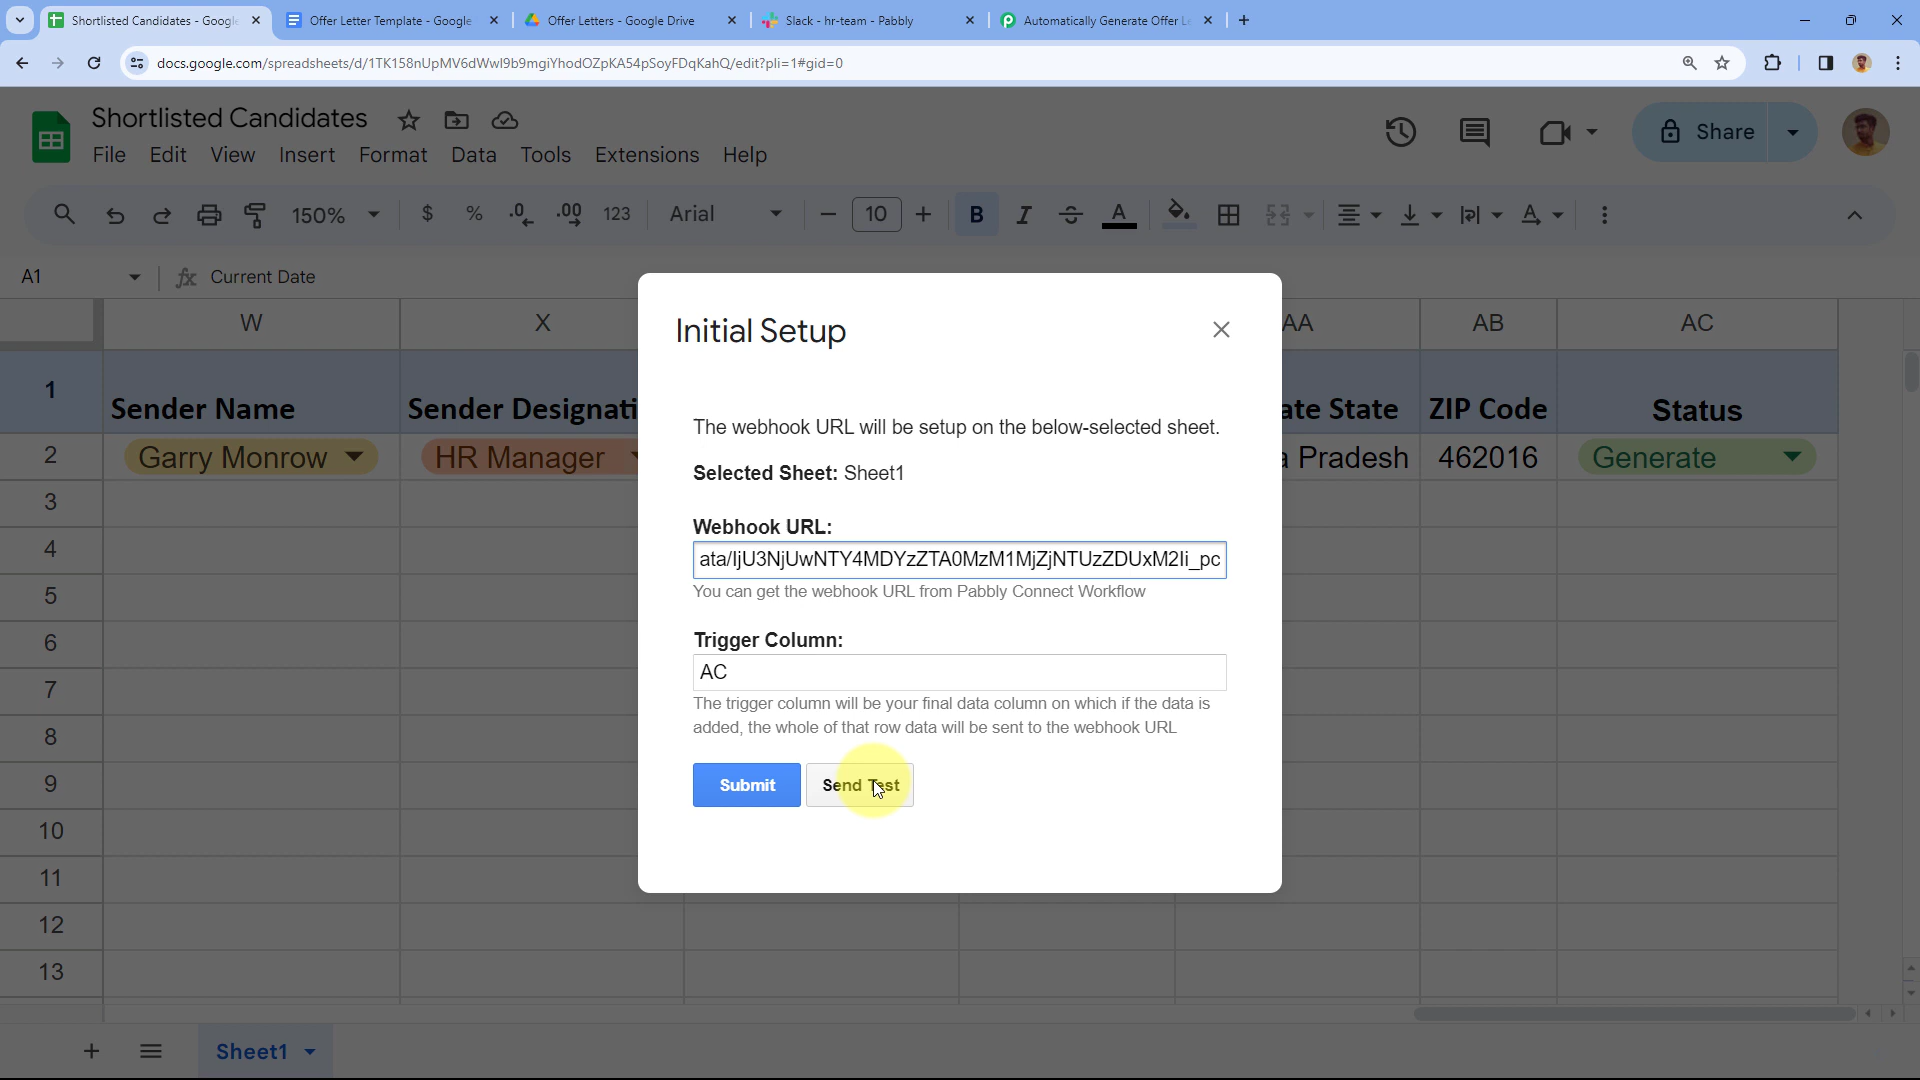 Shortlisted Candidates - Google
Offer Letter Template - Google
Offer Letters - Google Drive
Slack - hr-team - Pabbly
Automatically Generate Offer Le
docs.google.com/spreadsheets/d/1TK158nUpMV6dWwl9b9mgiYhodOZpKA54pSoyFDqKahQ/edit?pli=1#gid=0
Shortlisted Candidates
File Edit View Insert Format Data Tools Extensions Help
Share
150% $ % .0 .00 123 Arial 10 B I A
A1 fx Current Date
W X AA AB AC
1 Sender Name Sender Designati ate State ZIP Code Status
2 Garry Monrow HR Manager a Pradesh 462016 Generate
3
4
5
6
7
8
9
10
11
12
13
Initial Setup
The webhook URL will be setup on the below-selected sheet.
Selected Sheet: Sheet1
Webhook URL:
ata/IjU3NjUwNTY4MDYzZTA0MzM1MjZjNTUzZDUxM2Ii_pc
You can get the webhook URL from Pabbly Connect Workflow
Trigger Column:
AC
The trigger column will be your final data column on which if the data is
added, the whole of that row data will be sent to the webhook URL
Submit Send Test
Sheet1